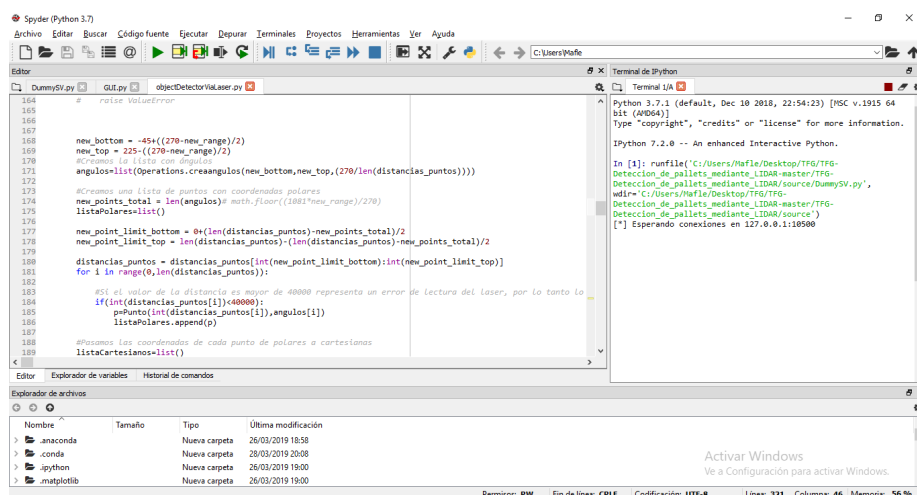 Spyder (Python 3.7)
Archivo Editar Buscar Código fuente Ejecutar Depurar Terminales Proyectos Herramientas Ver Ayuda
C:\Users\Mafle
Editor
Terminal de IPython
DummySV.py GUI.py objectDetectorViaLaser.py
Terminal 1/A
164 # raise ValueError
165
166
167
168 new_bottom = -45+((270-new_range)/2)
169 new_top = 225-((270-new_range)/2)
170 #Creamos la lista con ángulos
171 angulos=list(Operations.creaangulos(new_bottom,new_top,(270/len(distancias_puntos))))
172
173 #Creamos una lista de puntos con coordenadas polares
174 new_points_total = len(angulos)# math.floor((1081*new_range)/270)
175 listaPolares=list()
176
177 new_point_limit_bottom = 0+(len(distancias_puntos)-new_points_total)/2
178 new_point_limit_top = len(distancias_puntos)-(len(distancias_puntos)-new_points_total)/2
179
180 distancias_puntos = distancias_puntos[int(new_point_limit_bottom):int(new_point_limit_top)]
181 for i in range(0,len(distancias_puntos)):
182
183 #Si el valor de la distancia es mayor de 40000 representa un error de lectura del laser, por lo tanto lo
184 if(int(distancias_puntos[i])<40000):
185 p=Punto(int(distancias_puntos[i]),angulos[i])
186 listaPolares.append(p)
187
188 #Pasamos las coordenadas de cada punto de polares a cartesianas
189 listaCartesianos=list()
Python 3.7.1 (default, Dec 10 2018, 22:54:23) [MSC v.1915 64
bit (AMD64)]
Type "copyright", "credits" or "license" for more information.
IPython 7.2.0 -- An enhanced Interactive Python.
In [1]: runfile('C:/Users/Mafle/Desktop/TFG/TFG-
Deteccion_de_pallets_mediante_LIDAR-master/TFG-
Deteccion_de_pallets_mediante_LIDAR/source/DummySV.py',
wdir='C:/Users/Mafle/Desktop/TFG/TFG-
Deteccion_de_pallets_mediante_LIDAR-master/TFG-
Deteccion_de_pallets_mediante_LIDAR/source')
[*] Esperando conexiones en 127.0.0.1:10500
Editor Explorador de variables Historial de comandos
Explorador de archivos
Nombre Tamaño Tipo Última modificación
.anaconda Nueva carpeta 26/03/2019 18:58
.conda Nueva carpeta 28/03/2019 20:08
.ipython Nueva carpeta 26/03/2019 19:00
.matplotlib Nueva carpeta 26/03/2019 19:00
Activar Windows
Ve a Configuración para activar Windows.
Permisos: RW Fin de línea: CRLF Codificación: UTF-8 Línea: 331 Columna: 46 Memoria: 56 %